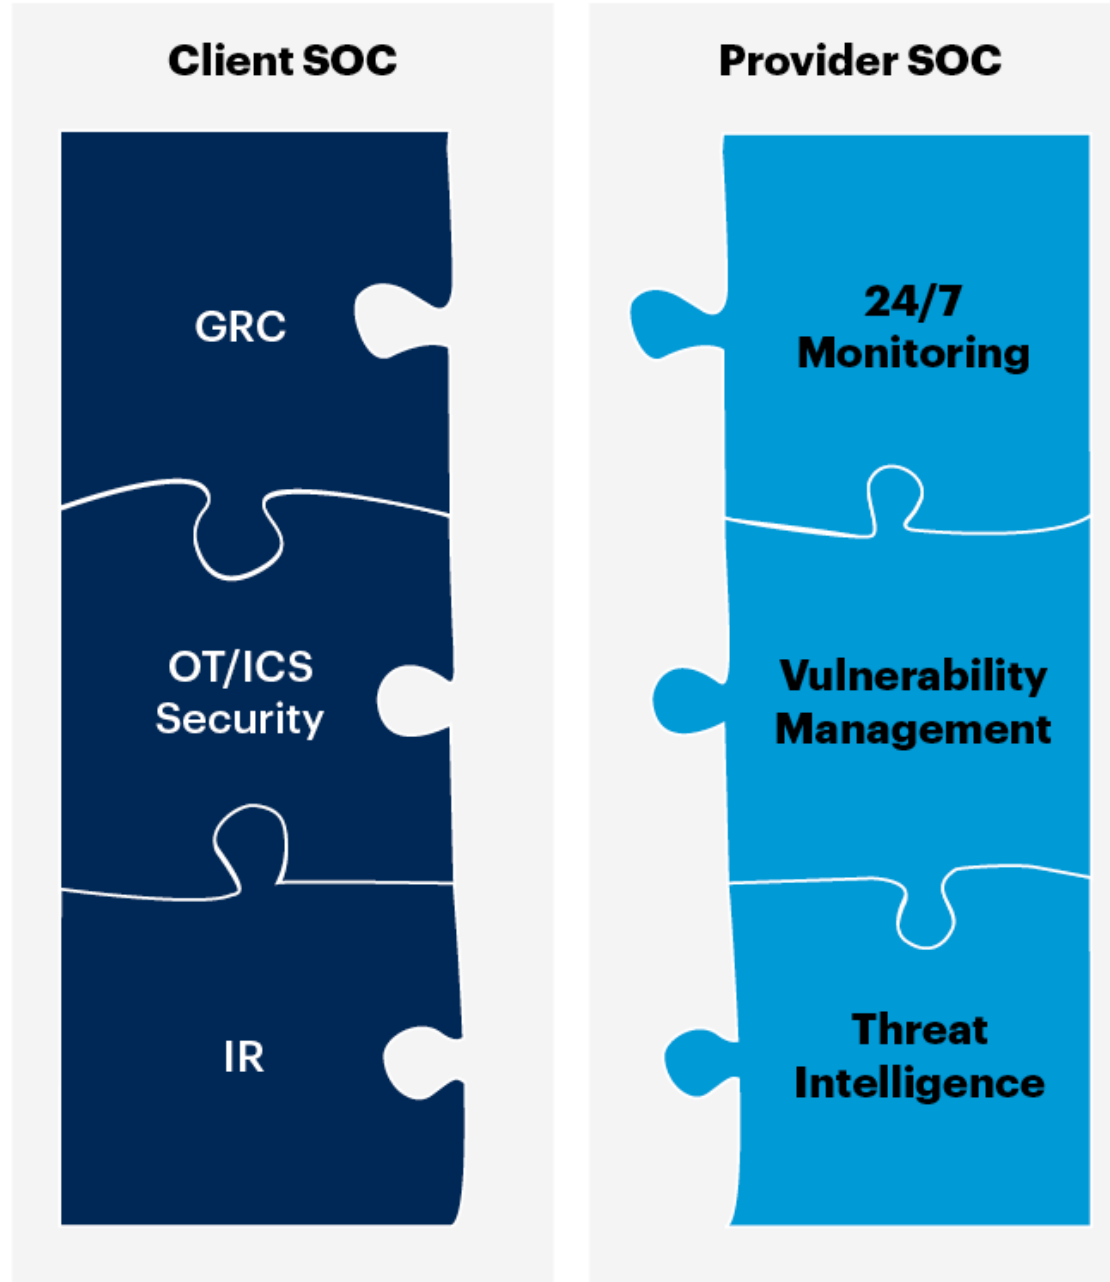 Client SOC
GRC
OT/ICS
Security
IR
Provider SOC
24/7
Monitoring
Vulnerability
Management
Threat
Intelligence